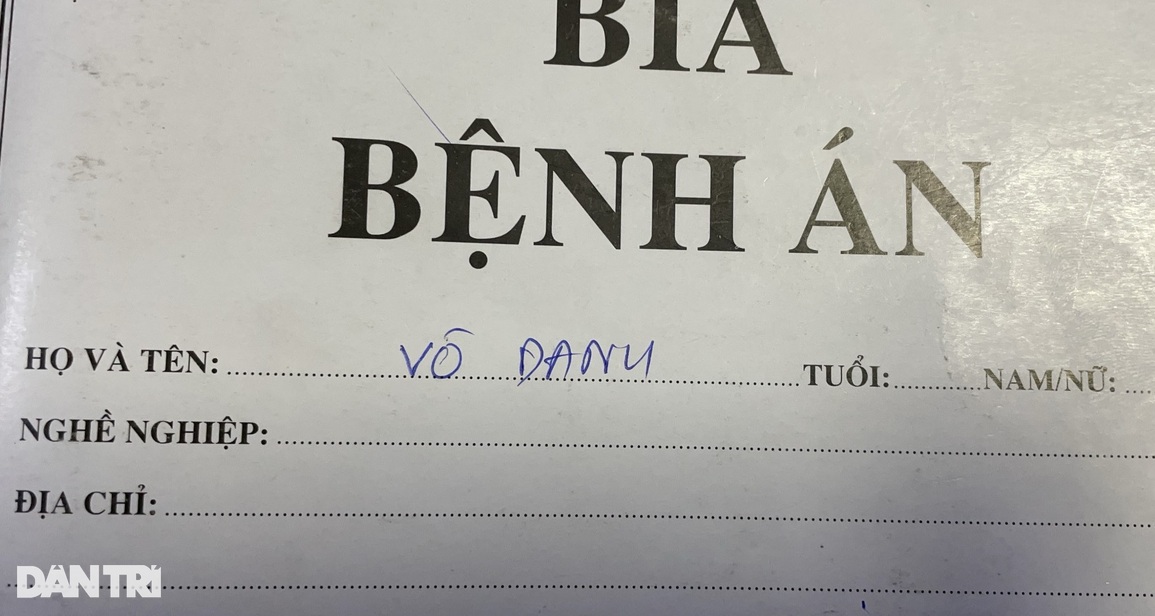 BÌA
BỆNH ÁN
HỌ VÀ TÊN: VÔ DANH TUỔI: NAM/NỮ:
NGHỀ NGHIỆP:
ĐỊA CHỈ:
DÂN TRÍ